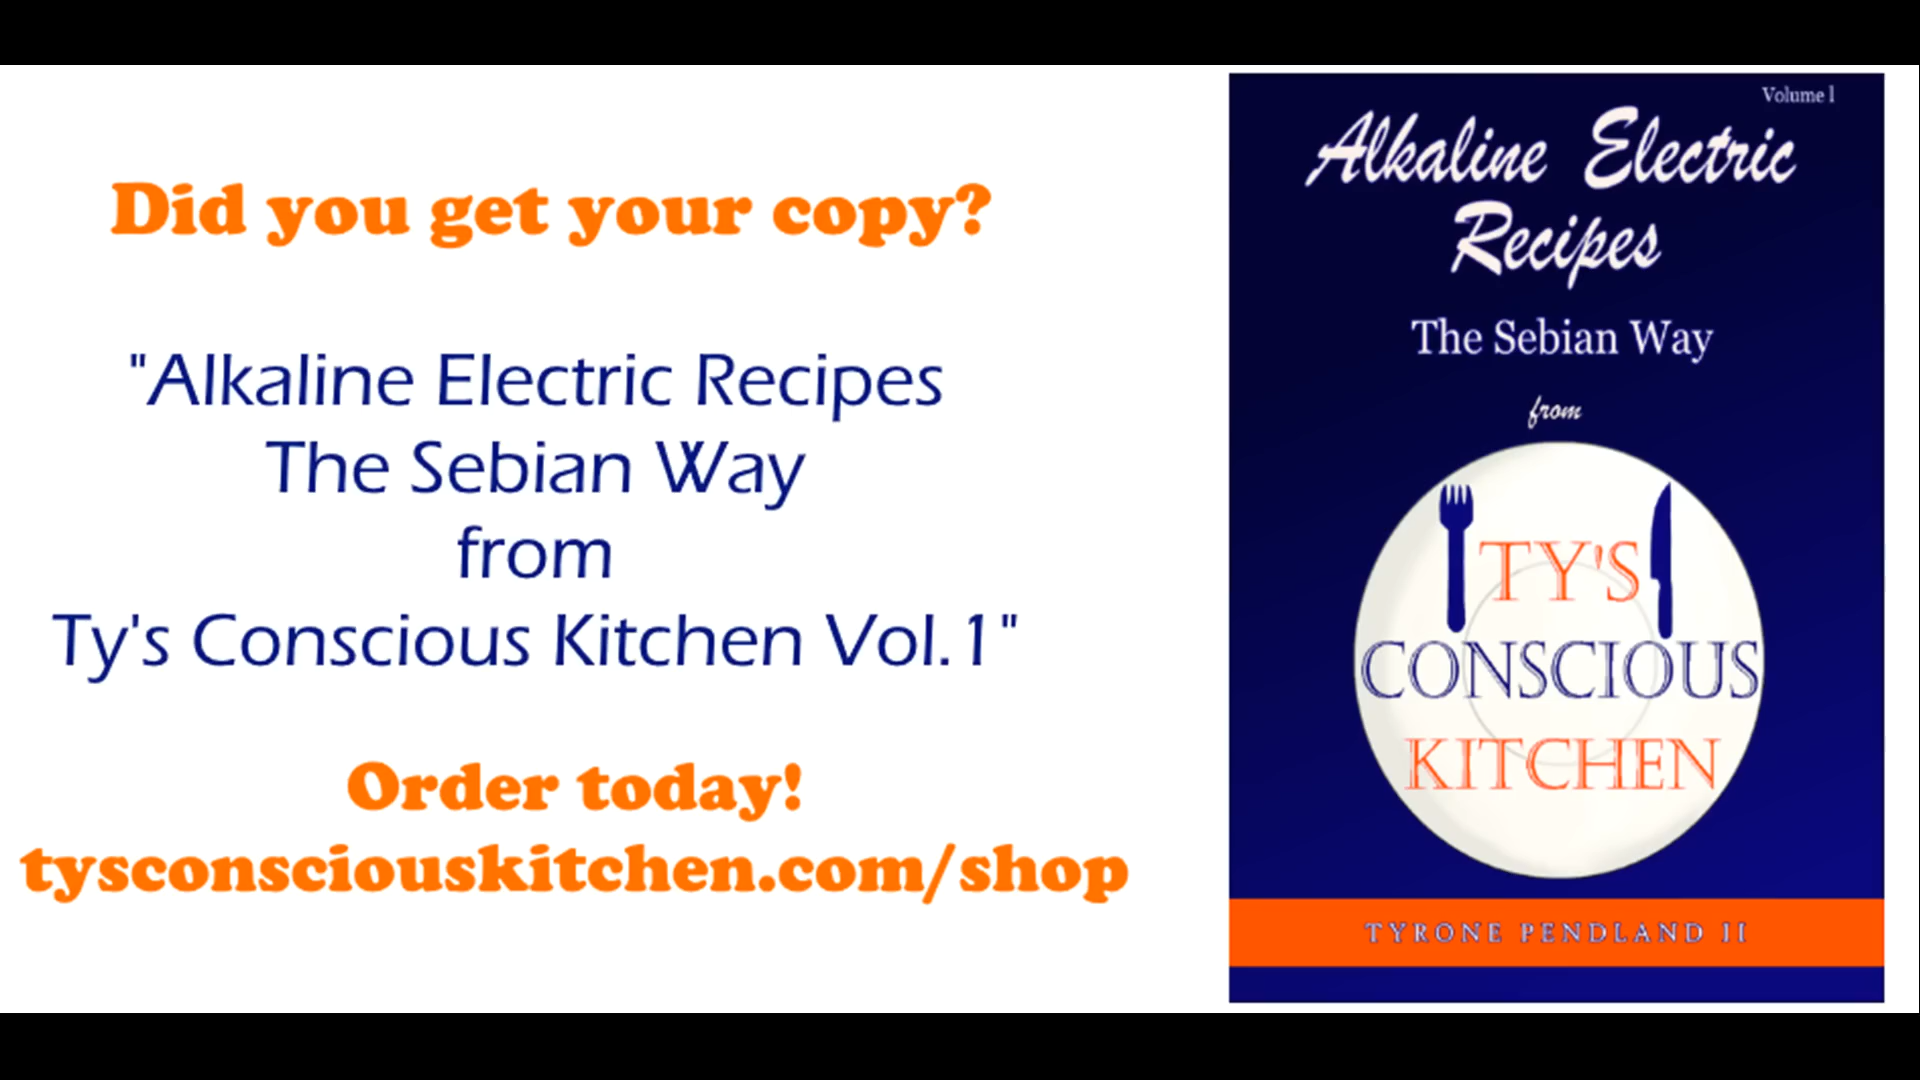 Did you get your copy?
"Alkaline Electric Recipes
The Sebian Way
from
Ty's Conscious Kitchen Vol.1"
Order today!
tysconsciouskitchen.com/shop
Volume 1
Alkaline Electric
Recipes
The Sebian Way
from
TY'S
CONSCIOUS
KITCHEN
TYRONE PENDLAND II